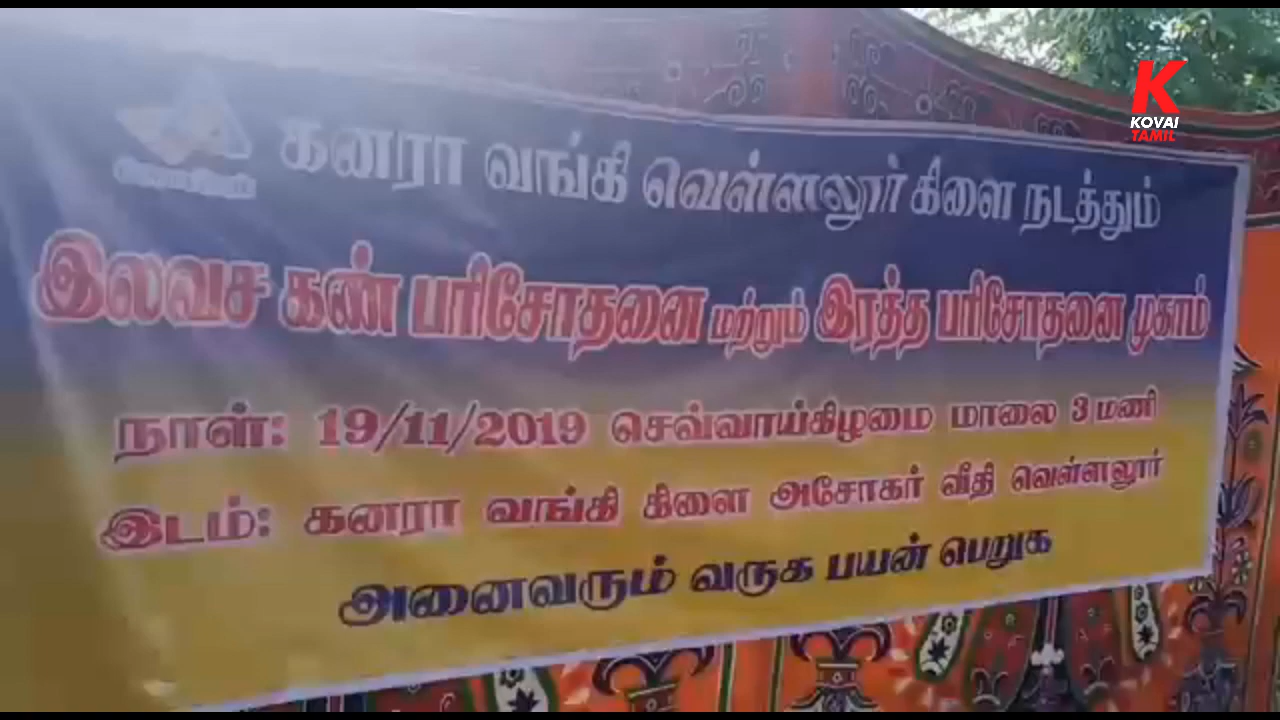 K
KOVAI
TAMIL
கனரா வங்கி வெள்ளலூர் கிளை நடத்தும்
இலவச கண் பரிசோதனை மற்றும் இரத்த பரிசோதனை முகாம்
நாள்: 19/11/2019 செவ்வாய்கிழமை மாலை 3 மணி
இடம்: கனரா வங்கி கிளை அசோகர் வீதி வெள்ளலூர்
அனைவரும் வருக பயன் பெறுக